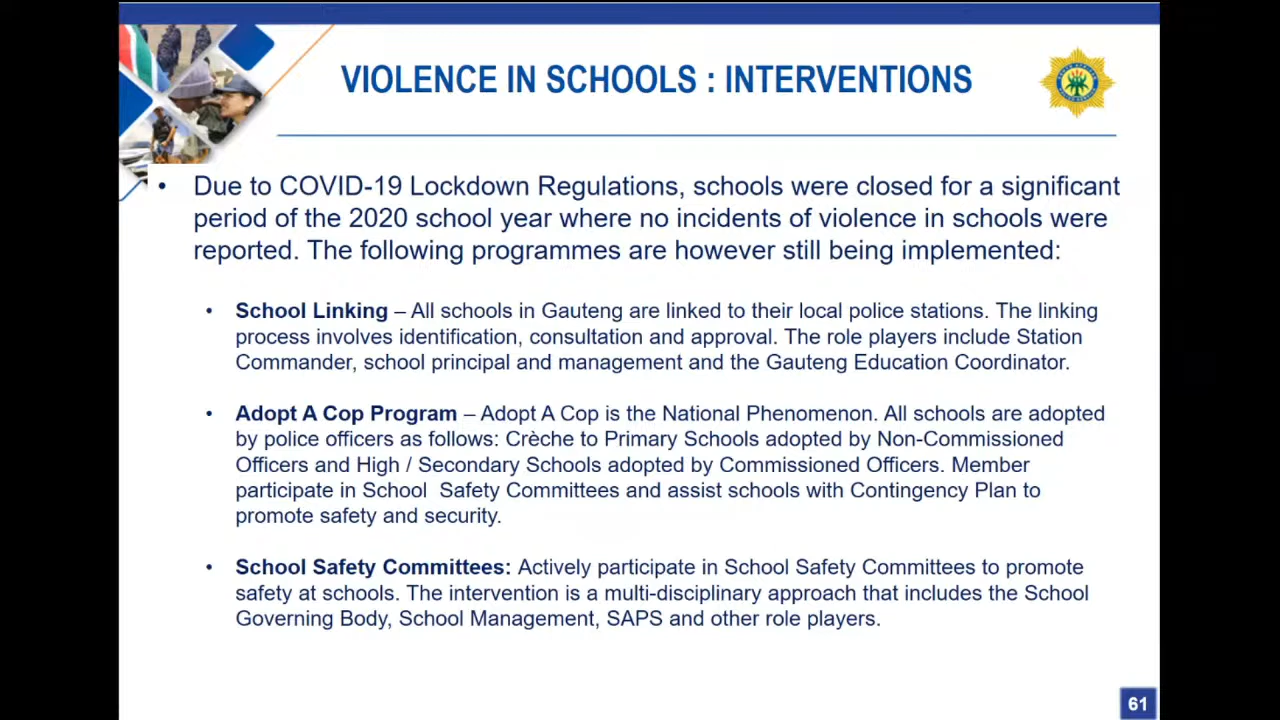 VIOLENCE IN SCHOOLS : INTERVENTIONS
• Due to COVID-19 Lockdown Regulations, schools were closed for a significant
period of the 2020 school year where no incidents of violence in schools were
reported. The following programmes are however still being implemented:
• School Linking – All schools in Gauteng are linked to their local police stations. The linking
process involves identification, consultation and approval. The role players include Station
Commander, school principal and management and the Gauteng Education Coordinator.
• Adopt A Cop Program – Adopt A Cop is the National Phenomenon. All schools are adopted
by police officers as follows: Crèche to Primary Schools adopted by Non-Commissioned
Officers and High / Secondary Schools adopted by Commissioned Officers. Member
participate in School  Safety Committees and assist schools with Contingency Plan to
promote safety and security.
• School Safety Committees: Actively participate in School Safety Committees to promote
safety at schools. The intervention is a multi-disciplinary approach that includes the School
Governing Body, School Management, SAPS and other role players.
61